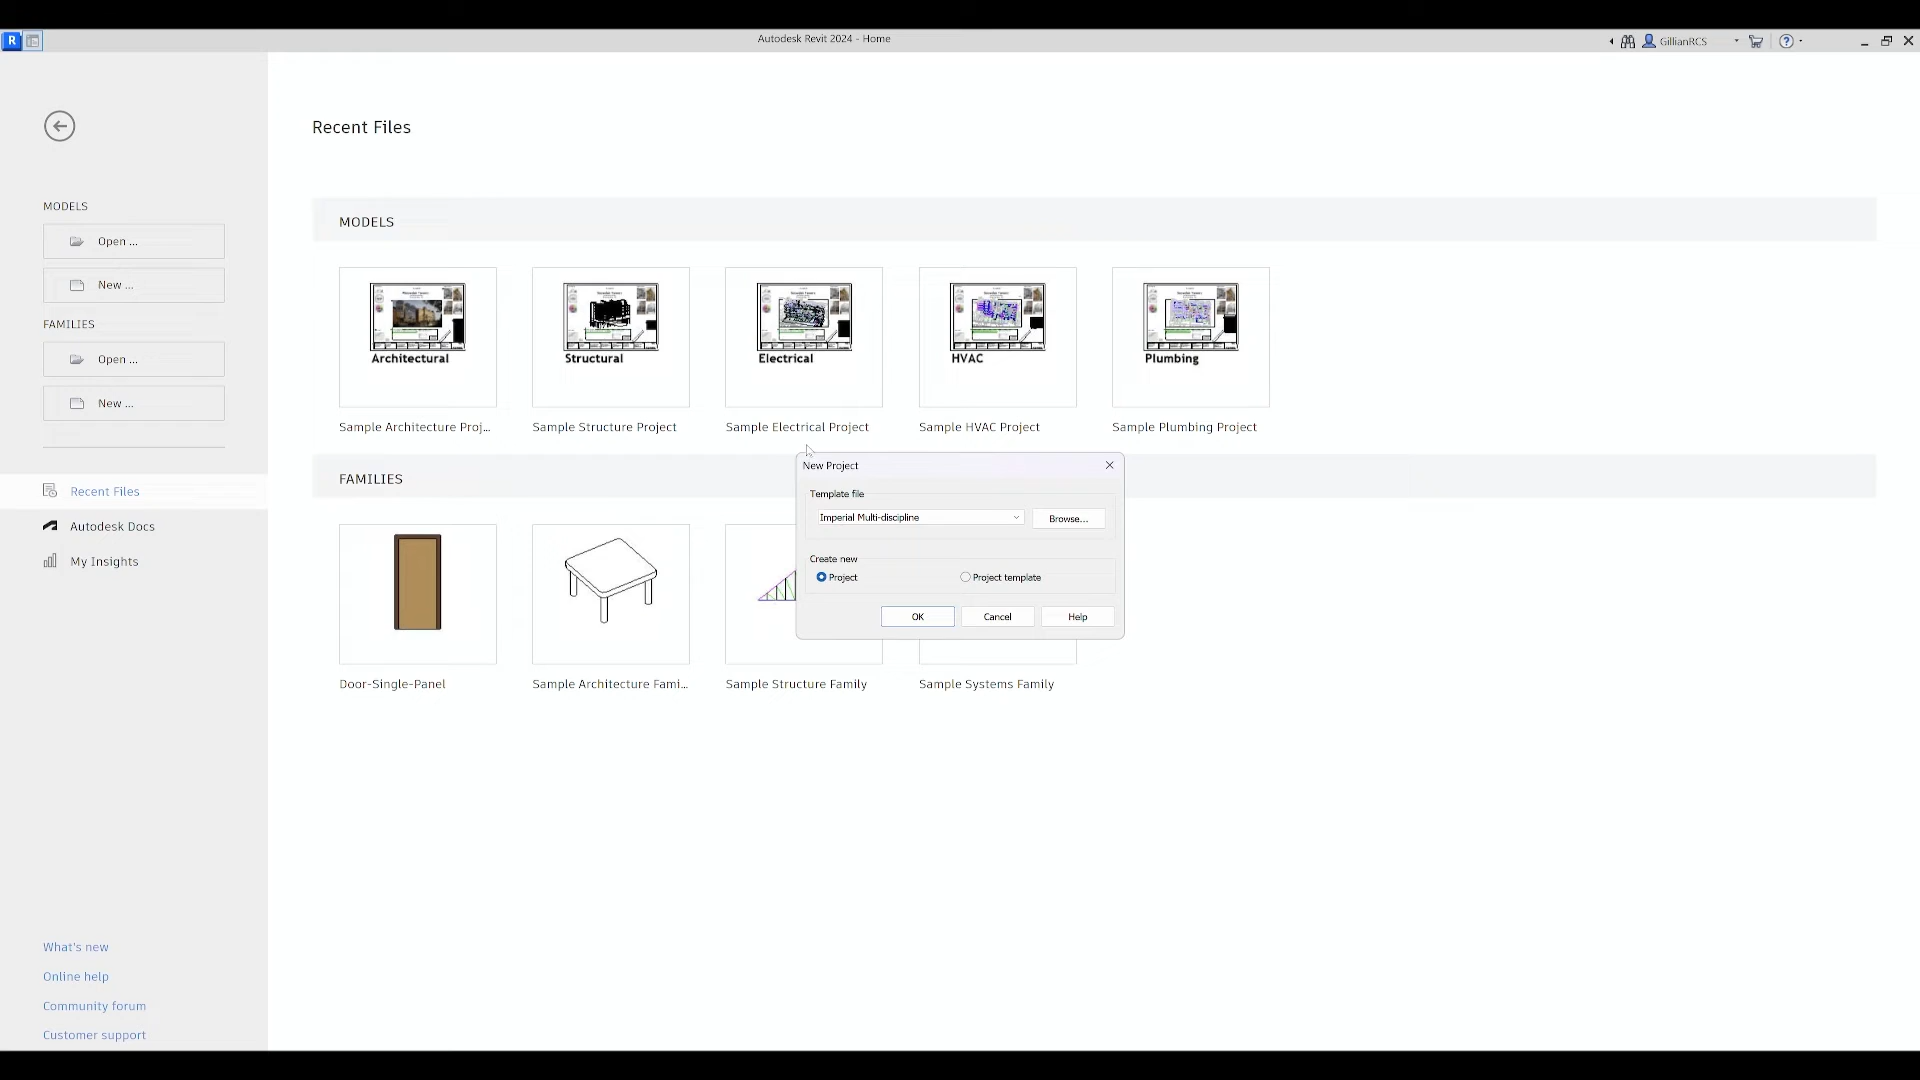 R
Autodesk Revit 2024 - Home
GillianRCS
Recent Files
MODELS
Open ...
New ...
FAMILIES
Open ...
New ...
Recent Files
Autodesk Docs
My Insights
What's new
Online help
Community forum
Customer support
MODELS
Architectural
Structural
Electrical
HVAC
Plumbing
Sample Architecture Proj...
Sample Structure Project
Sample Electrical Project
Sample HVAC Project
Sample Plumbing Project
FAMILIES
Door-Single-Panel
Sample Architecture Fami...
Sample Structure Family
Sample Systems Family
New Project
Template file
Imperial Multi-discipline
Browse...
Create new
Project
Project template
OK
Cancel
Help